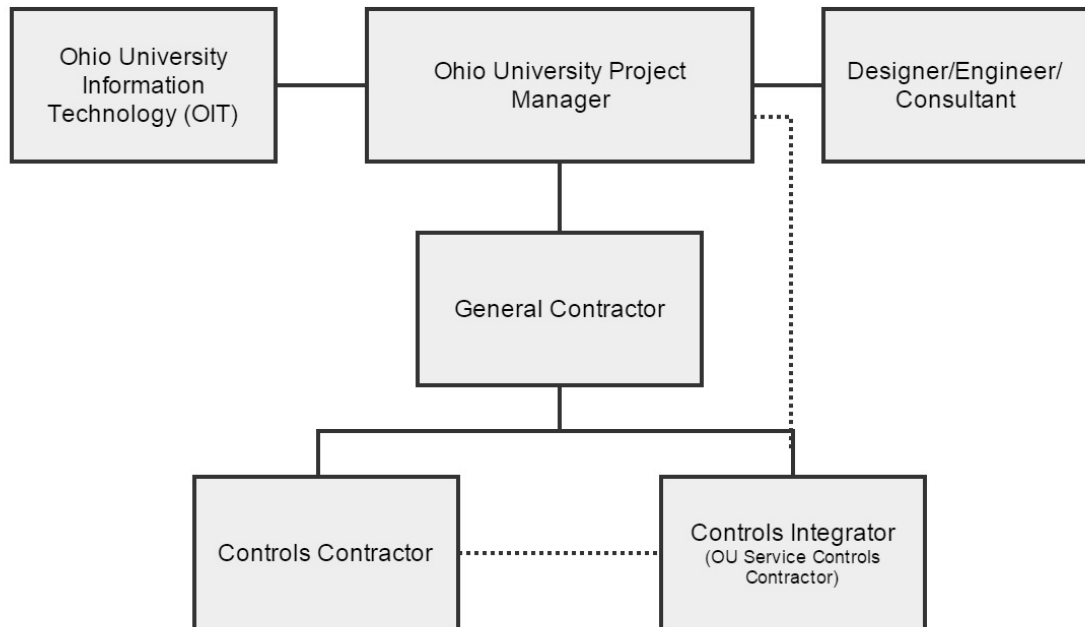 Ohio University
Information
Technology (OIT)
Ohio University Project
Manager
Designer/Engineer/
Consultant
General Contractor
Controls Contractor
Controls Integrator
(OU Service Controls
Contractor)